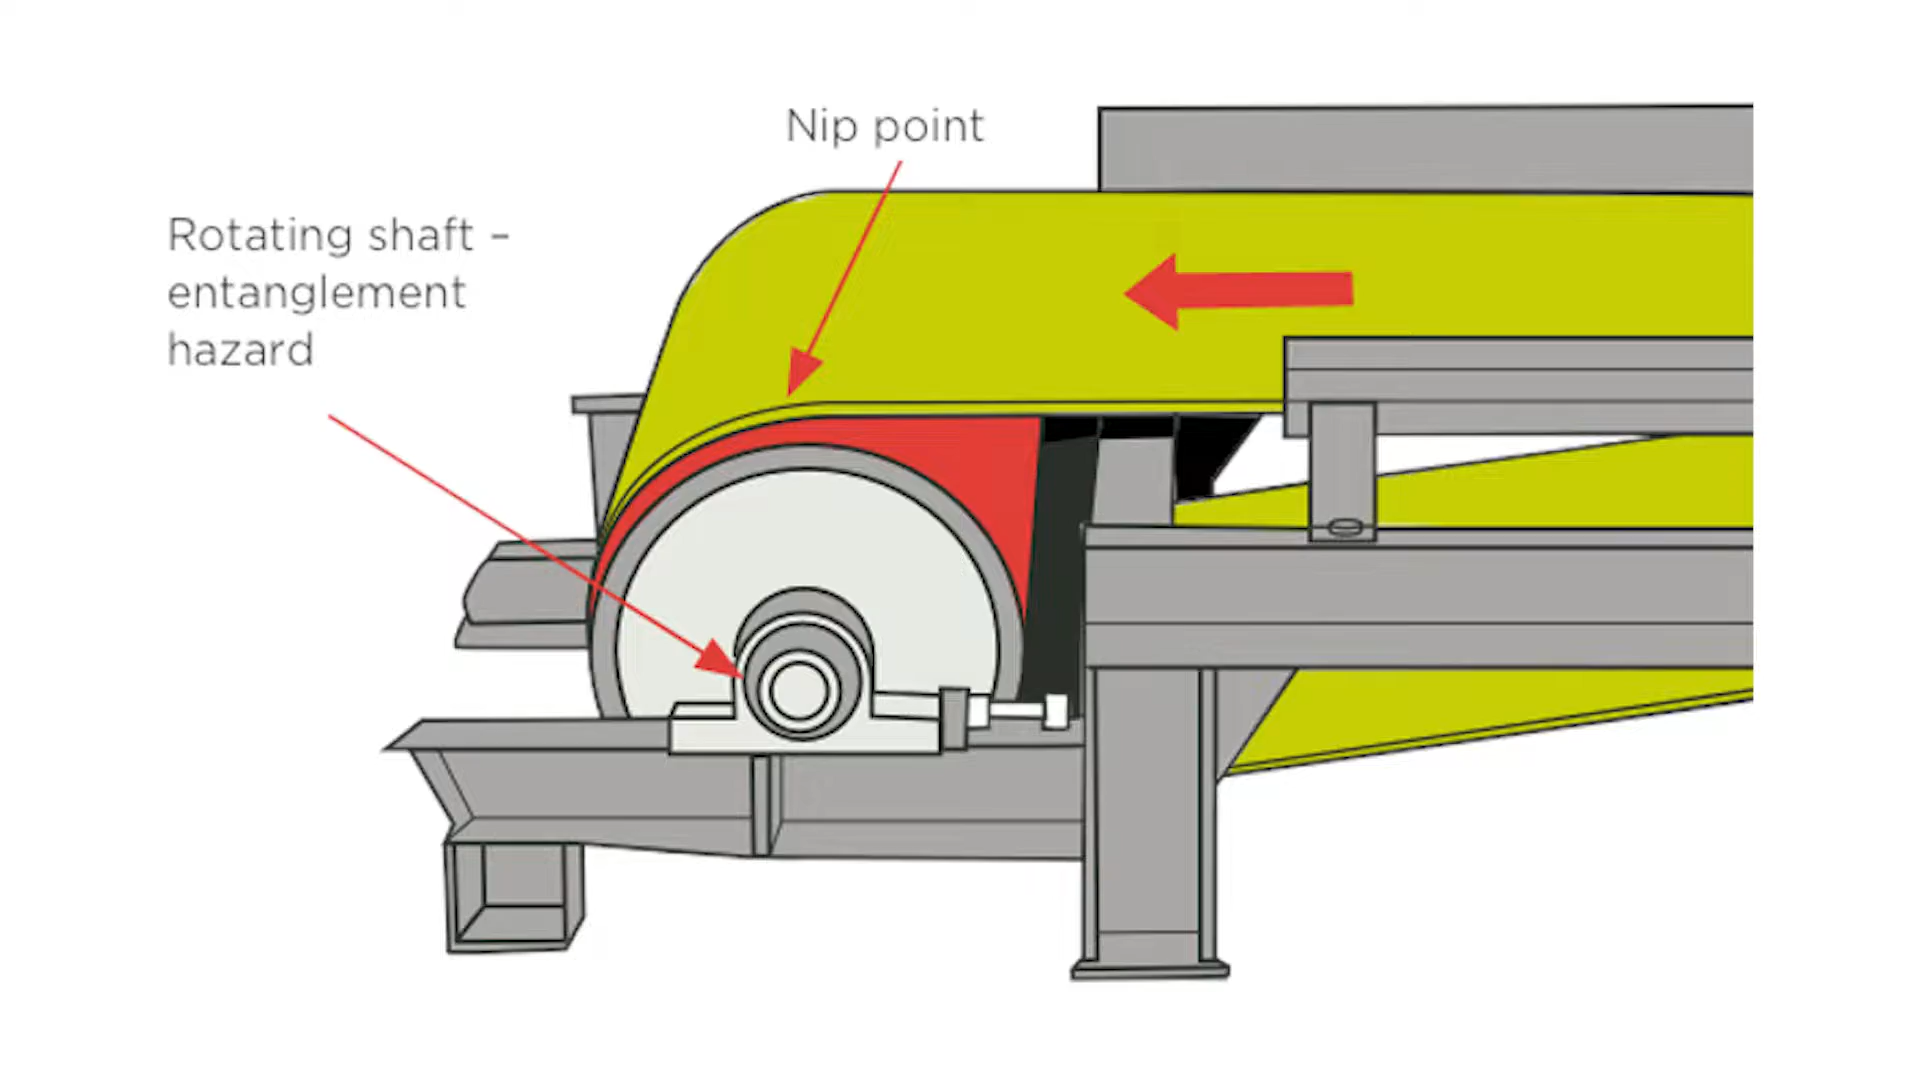 Nip point
Rotating shaft –
entanglement
hazard